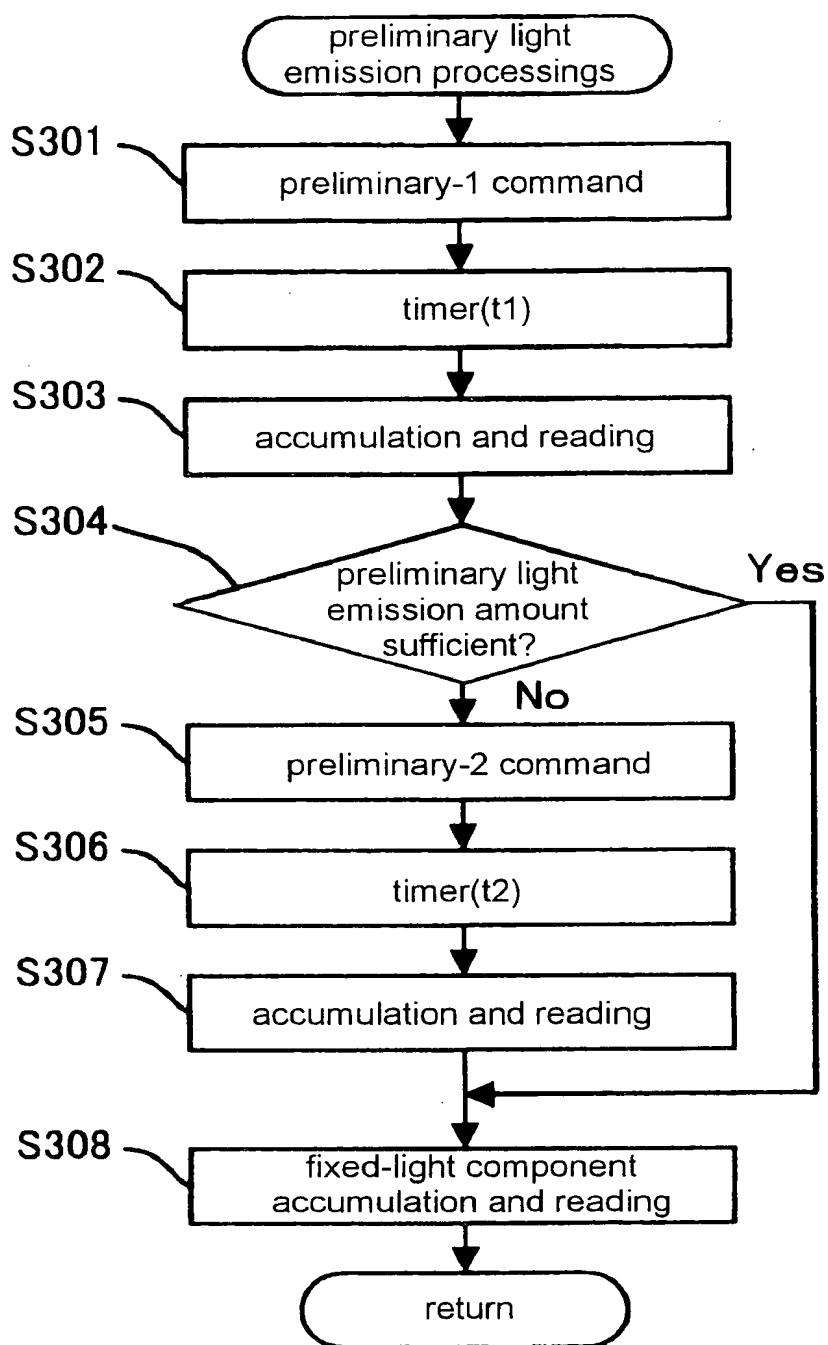 preliminary light
emission processings
S301
preliminary-1 command
S302
timer(t1)
S303
accumulation and reading
S304
preliminary light
emission amount
sufficient?
Yes
No
S305
preliminary-2 command
S306
timer(t2)
S307
accumulation and reading
S308
fixed-light component
accumulation and reading
return